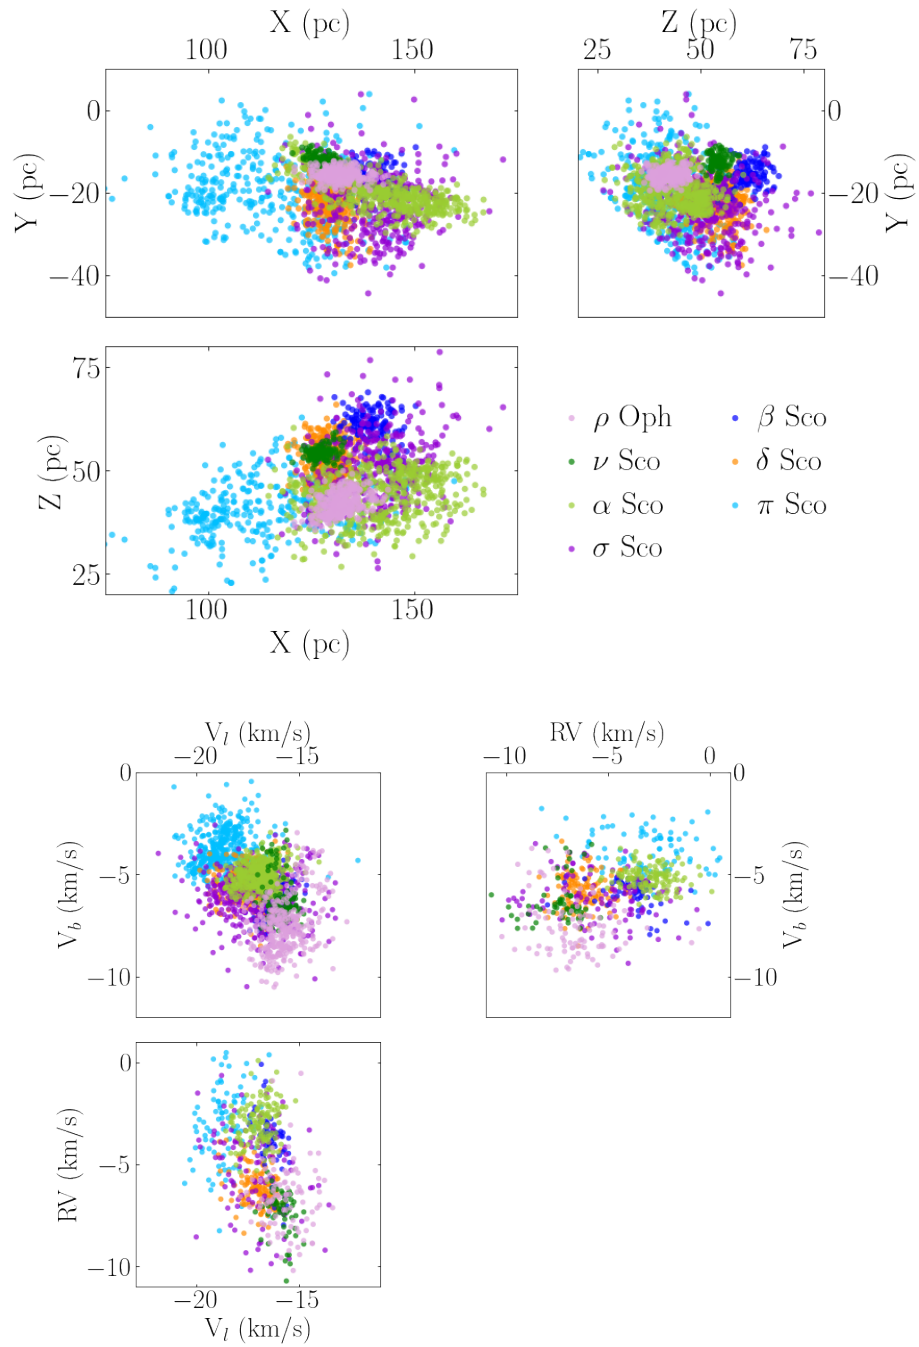 X (pc)
100 150
Y (pc)
0
−20
−40
Z (pc)
25 50 75
0
−20
−40
Y (pc)
75
50
25
Z (pc)
100 150
X (pc)
ρ Oph
β Sco
ν Sco
δ Sco
α Sco
π Sco
σ Sco
V_l (km/s)
−20 −15
0
−5
−10
V_b (km/s)
RV (km/s)
−10 −5 0
0
−5
−10
V_b (km/s)
0
−5
−10
RV (km/s)
−20 −15
V_l (km/s)